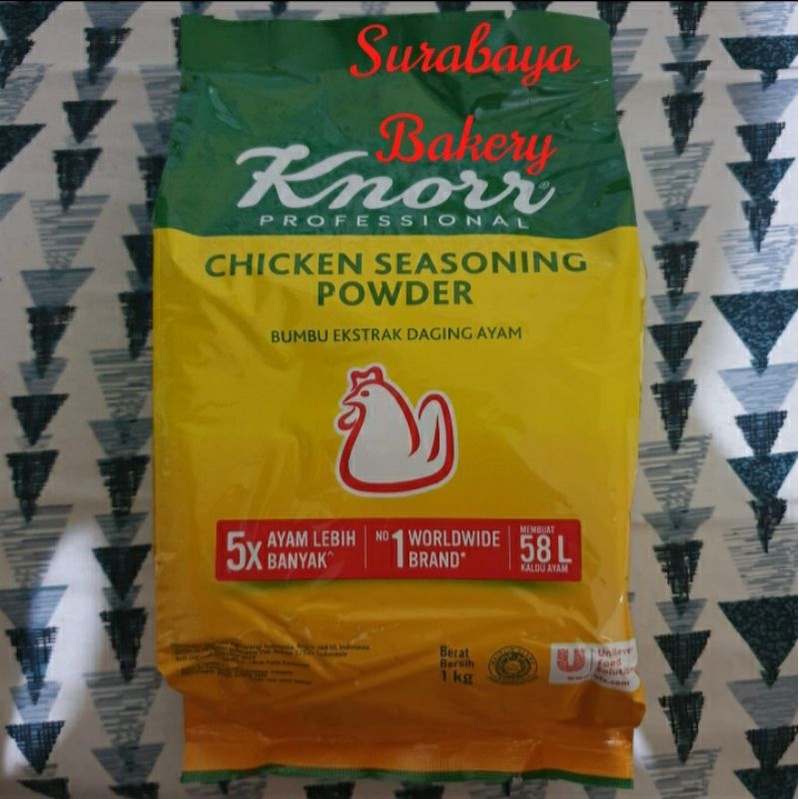 Surabaya
Bakery
Knorr®
PROFESSIONAL
CHICKEN SEASONING
POWDER
BUMBU EKSTRAK DAGING AYAM
5X AYAM LEBIH BANYAK^
NO 1 WORLDWIDE BRAND*
MEMBUAT 58 L KALDU AYAM
Berat
Bersih
1 kg
Unilever
Food
Solutions